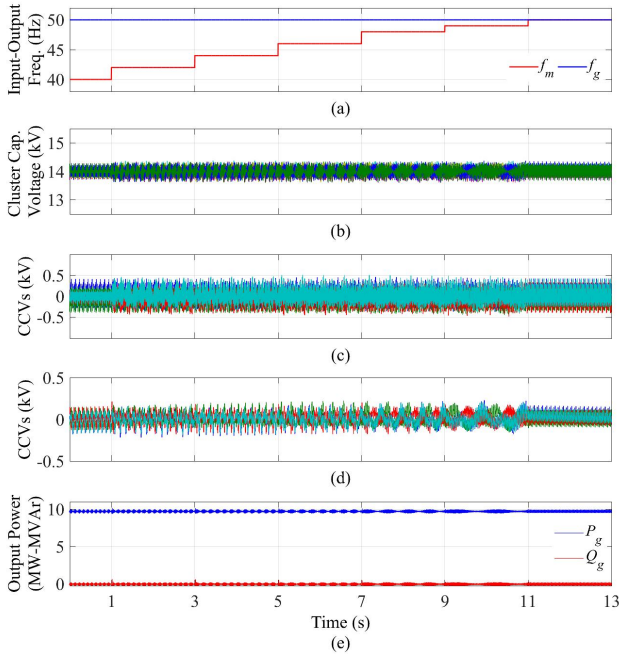 Input-Output
Freq. (Hz)
50
45
40
f_m
f_g
(a)
Cluster Cap.
Voltage (kV)
15
14
13
(b)
CCVs (kV)
0.5
0
-0.5
(c)
CCVs (kV)
0.5
0
-0.5
(d)
Output Power
(MW-MVAr)
10
5
0
P_g
Q_g
1 3 5 7 9 11 13
Time (s)
(e)